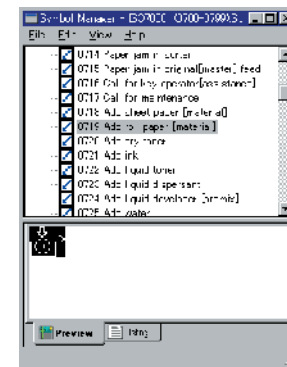 Symbol Manager - ISO7000 (0700-0799).S...
File Edit View Help
0714 Paper jam in sorter
0715 Paper jam in original[master] feed
0716 Call for key operator[assistance]
0717 Call for maintenance
0718 Add sheet paper [material]
0719 Add roll paper [material]
0720 Add dry toner
0721 Add ink
0722 Add liquid toner
0723 Add liquid dispersant
0724 Add liquid developer [premix]
0725 Add water
Preview